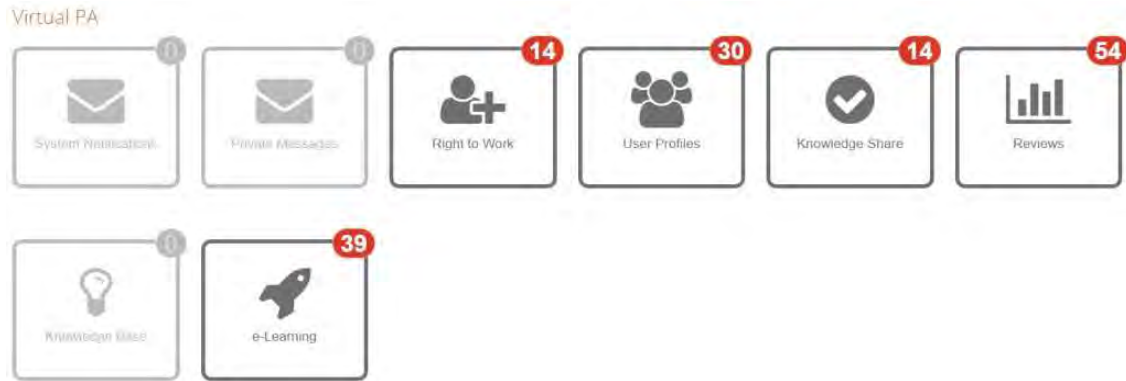 Virtual PA
0
0
14
30
14
54
System Notifications
Private Messages
Right to Work
User Profiles
Knowledge Share
Reviews
0
39
Knowledge Base
e-Learning